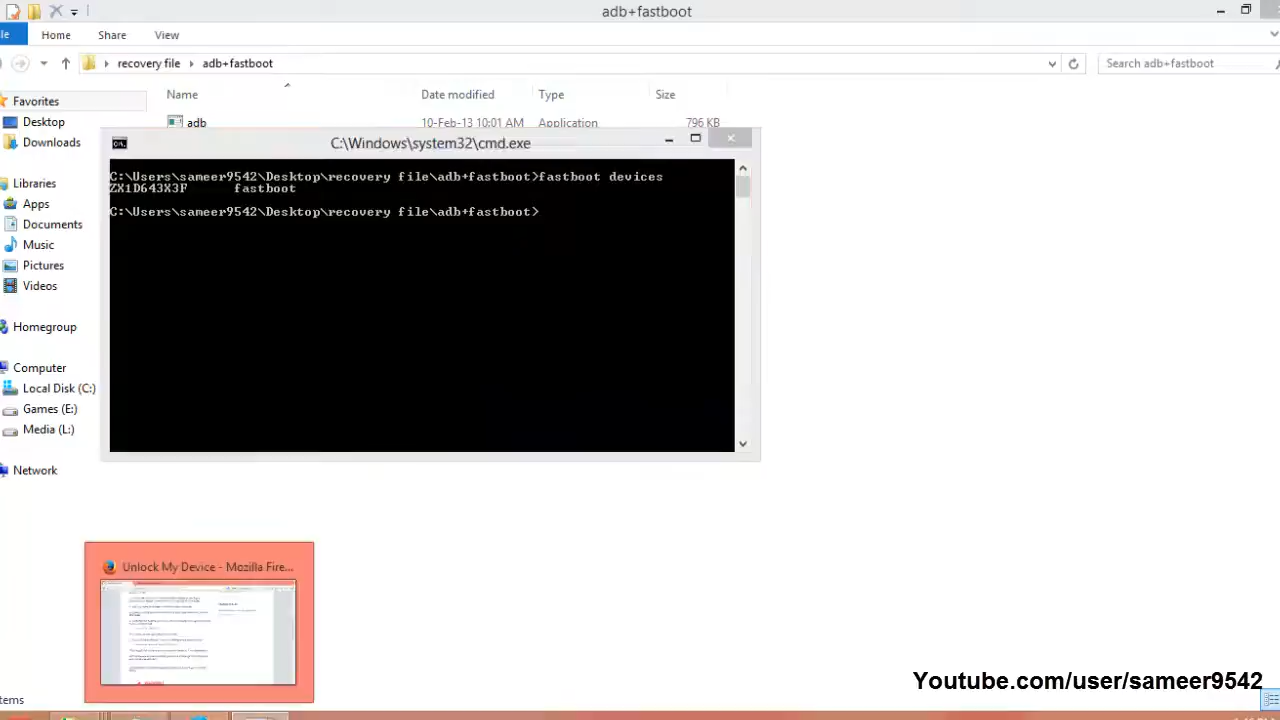 adb+fastboot
le Home Share View
recovery file adb+fastboot Search adb+fastboot
Name Date modified Type Size
Favorites
Desktop
Downloads
Libraries
Apps
Documents
Music
Pictures
Videos
Homegroup
Computer
Local Disk (C:)
Games (E:)
Media (L:)
Network
tems
adb 10-Feb-13 10:01 AM Application 796 KB
C:\Windows\system32\cmd.exe
C:\Users\sameer9542\Desktop\recovery file\adb+fastboot>fastboot devices
ZX1D643X3F fastboot
C:\Users\sameer9542\Desktop\recovery file\adb+fastboot>
Unlock My Device - Mozilla Fire...
Youtube.com/user/sameer9542